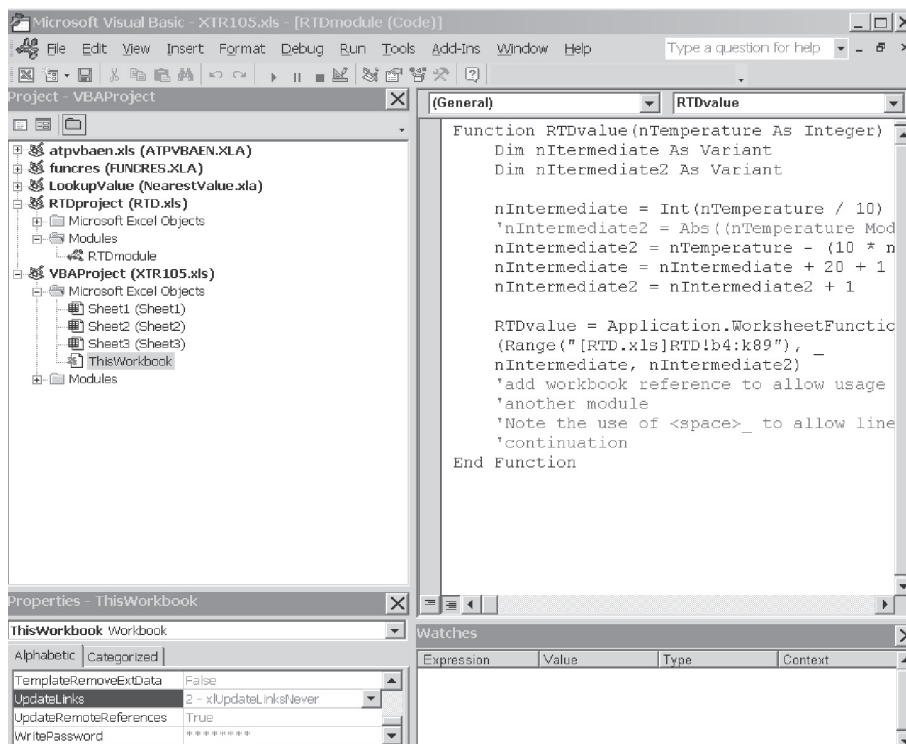 Microsoft Visual Basic - XTR105.xls - [RTDmodule (Code)]
File Edit View Insert Format Debug Run Tools Add-Ins Window Help Type a question for help
Project - VBAProject
atpvbaen.xls (ATPVBAEN.XLA)
funcres (FUNCRES.XLA)
LookupValue (NearestValue.xla)
RTDproject (RTD.xls)
Microsoft Excel Objects
Modules
RTDmodule
VBAProject (XTR105.xls)
Microsoft Excel Objects
Sheet1 (Sheet1)
Sheet2 (Sheet2)
Sheet3 (Sheet3)
ThisWorkbook
Modules
(General) RTDvalue
Function RTDvalue(nTemperature As Integer)
Dim nItermediate As Variant
Dim nItermediate2 As Variant
nIntermediate = Int(nTemperature / 10)
'nIntermediate2 = Abs((nTemperature Mod
nIntermediate2 = nTemperature - (10 * n
nIntermediate = nIntermediate + 20 + 1
nIntermediate2 = nIntermediate2 + 1
RTDvalue = Application.WorksheetFunctio
(Range("[RTD.xls]RTD!b4:k89"), _
nIntermediate, nIntermediate2)
'add workbook reference to allow usage
'another module
'Note the use of <space>_ to allow line
'continuation
End Function
Properties - ThisWorkbook
ThisWorkbook Workbook
Alphabetic Categorized
TemplateRemoveExtData False
UpdateLinks 2 - xlUpdateLinksNever
UpdateRemoteReferences True
WritePassword ********
Watches
Expression Value Type Context